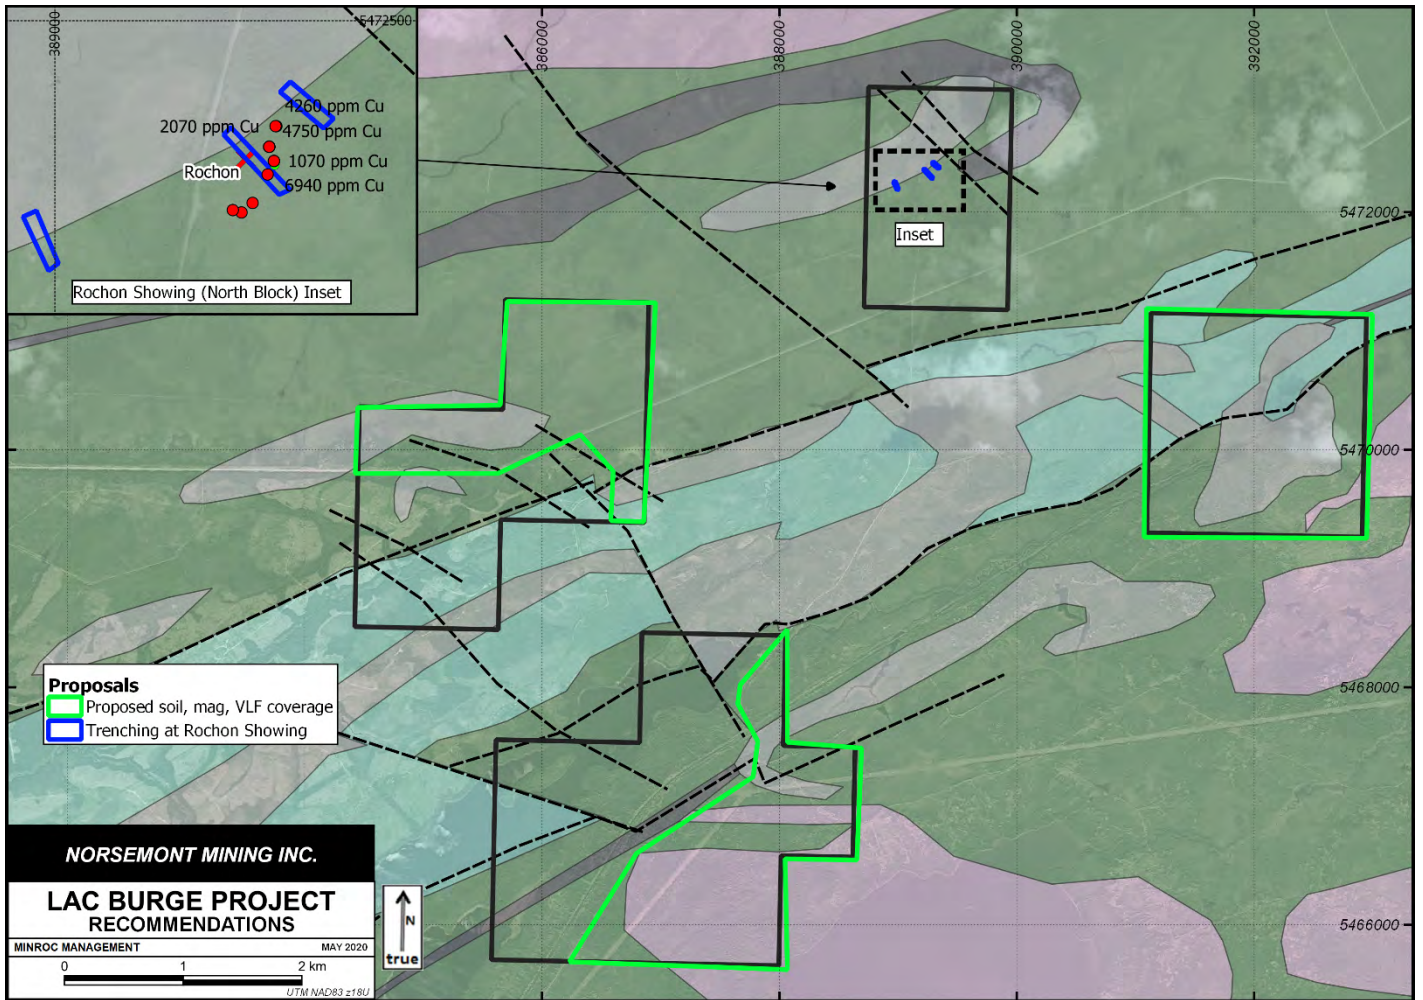 389000
5472500
386000
388000
390000
392000
4260 ppm Cu
2070 ppm Cu
4750 ppm Cu
1070 ppm Cu
Rochon
6940 ppm Cu
Rochon Showing (North Block) Inset
Inset
5472000
5470000
5468000
5466000
Proposals
Proposed soil, mag, VLF coverage
Trenching at Rochon Showing
NORSEMONT MINING INC.
LAC BURGE PROJECT
RECOMMENDATIONS
MINROC MANAGEMENT
MAY 2020
0 1 2 km
UTM NAD83 z18U
N
true